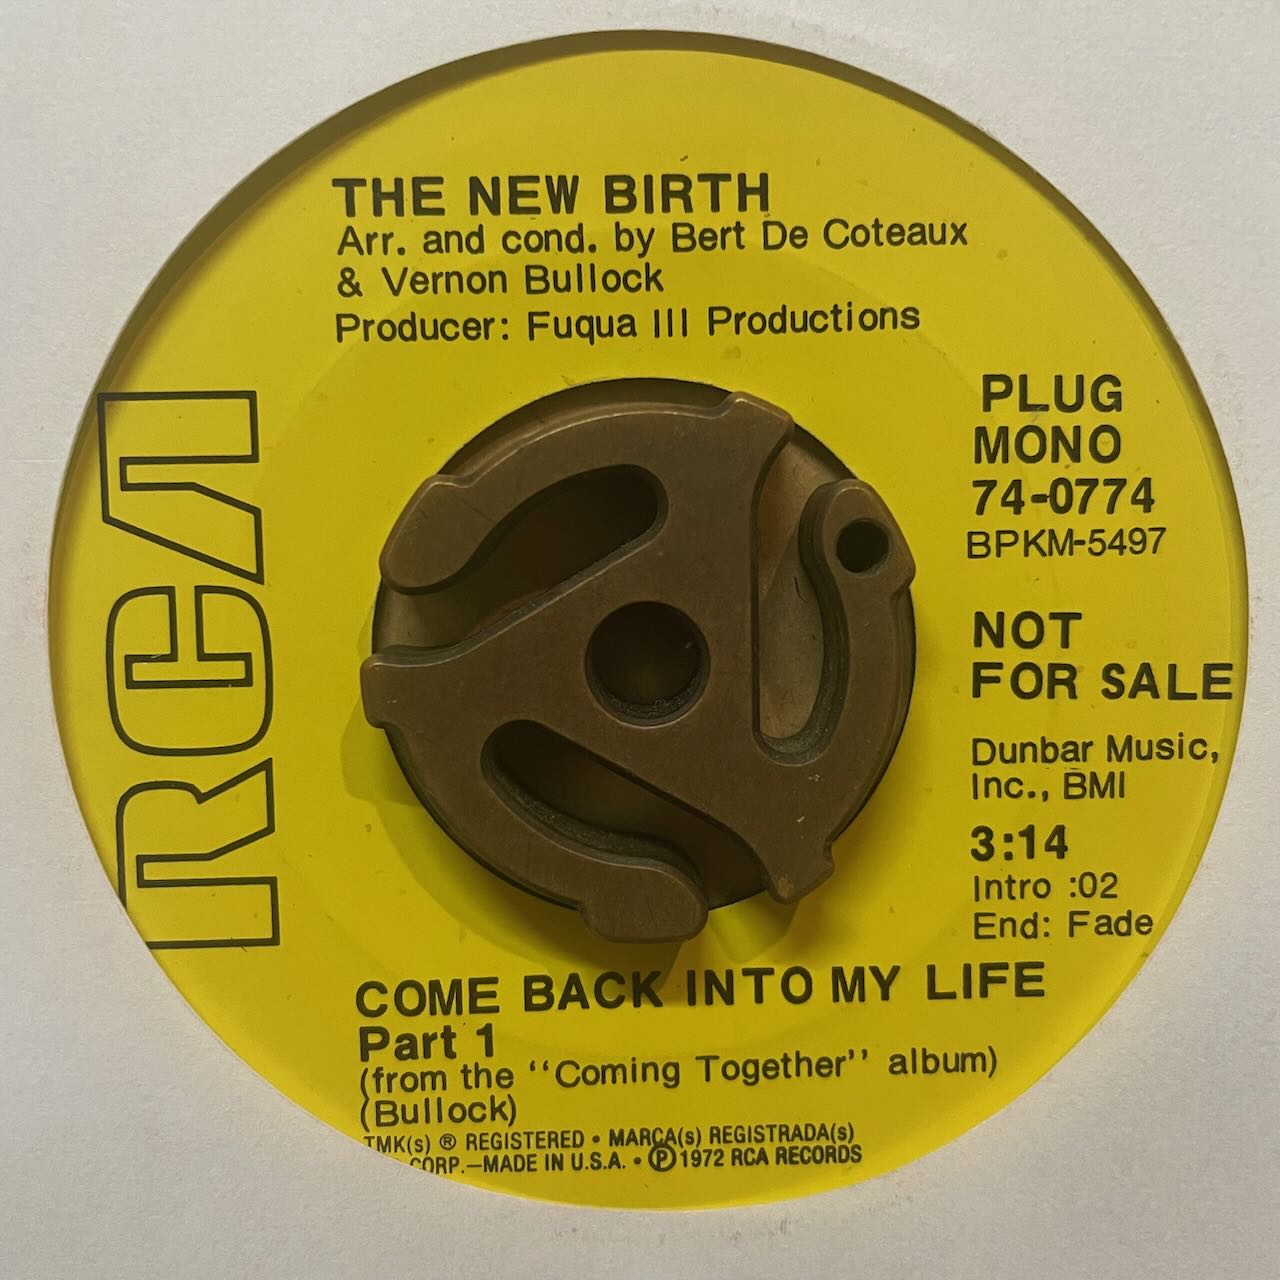 THE NEW BIRTH
Arr. and cond. by Bert De Coteaux
& Vernon Bullock
Producer: Fuqua III Productions
RCA
PLUG
MONO
74-0774
BPKM-5497
NOT
FOR SALE
Dunbar Music,
Inc., BMI
3:14
Intro :02
End: Fade
COME BACK INTO MY LIFE
Part 1
(from the "Coming Together" album)
(Bullock)
TMK(s) ® REGISTERED • MARCA(s) REGISTRADA(s)
CORP.—MADE IN U.S.A. • ℗ 1972 RCA RECORDS